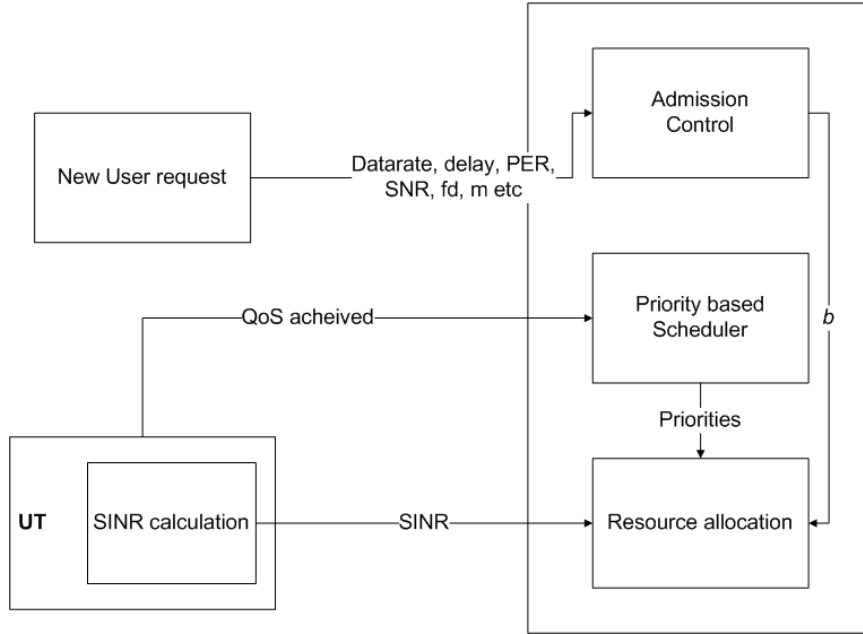 Admission
Control
New User request
Datarate, delay, PER,
SNR, fd, m etc
QoS acheived
Priority based
Scheduler
b
Priorities
UT
SINR calculation
SINR
Resource allocation